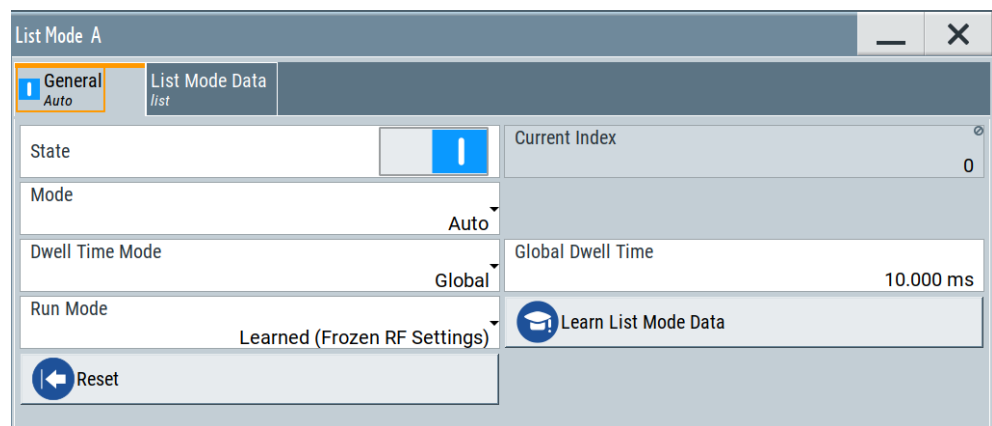 List Mode A
General
Auto
List Mode Data
list
State
Current Index
0
Mode
Auto
Dwell Time Mode
Global
Global Dwell Time
10.000 ms
Run Mode
Learned (Frozen RF Settings)
Learn List Mode Data
Reset